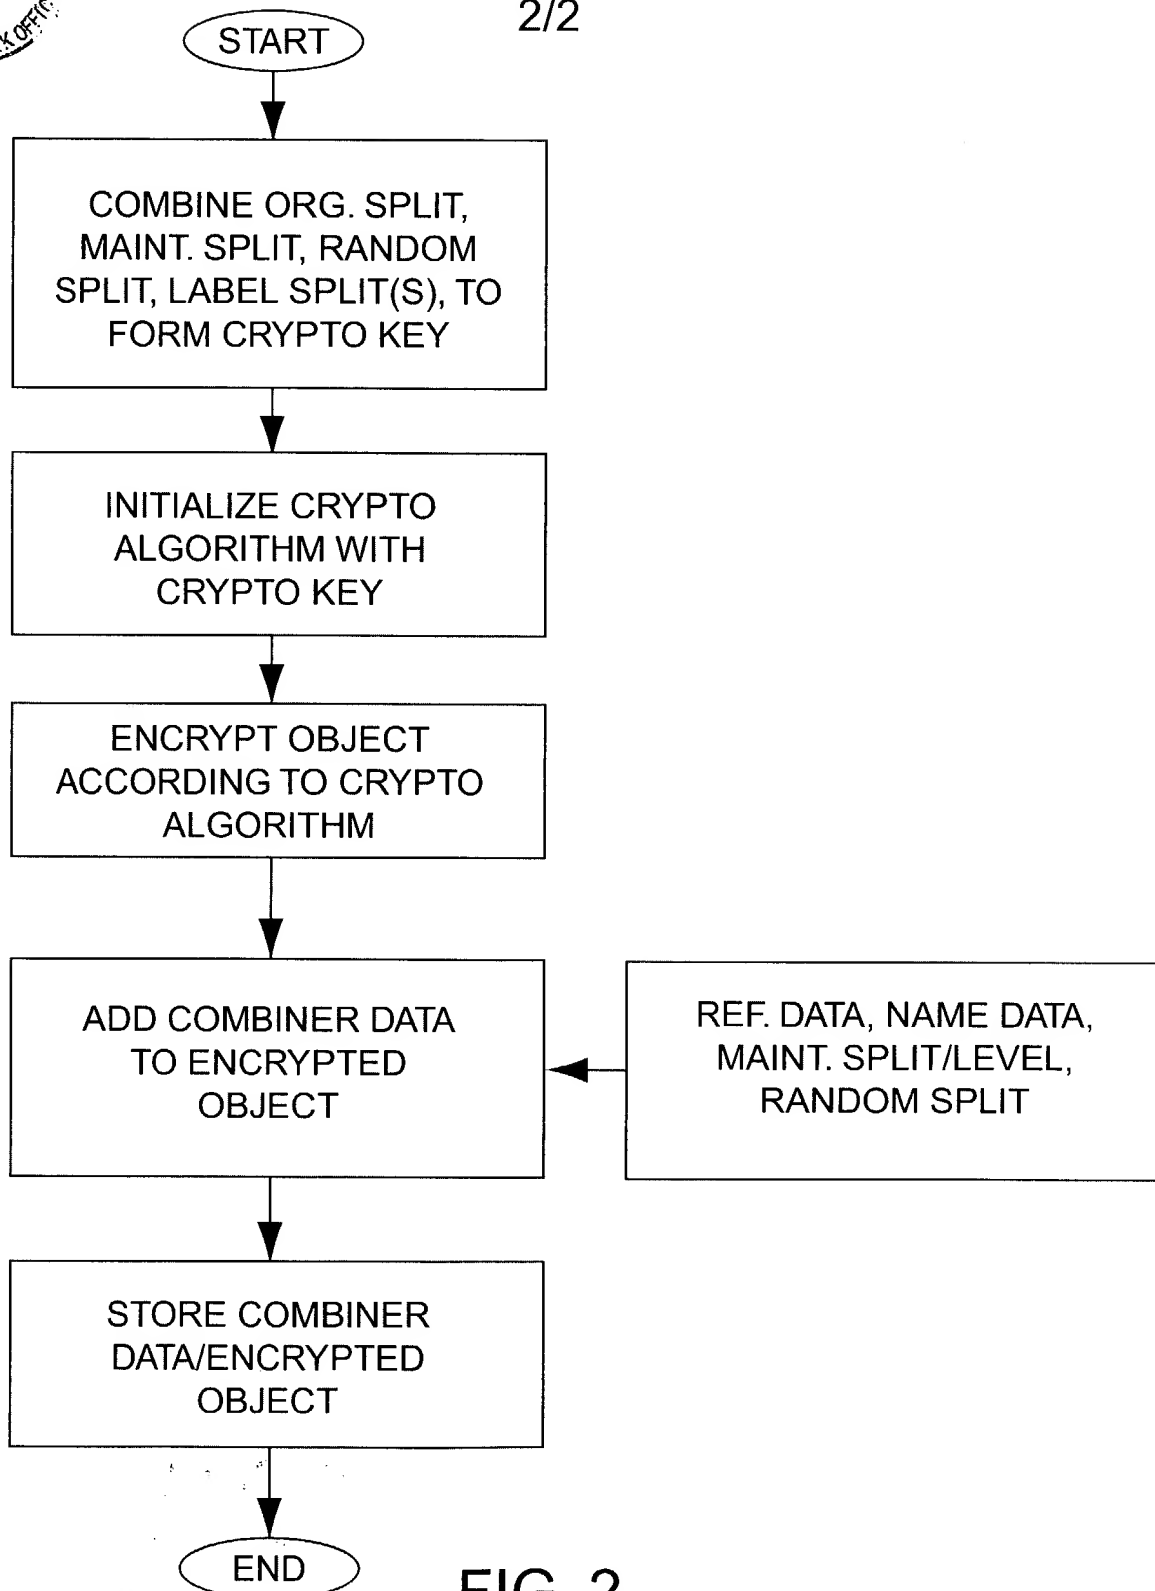 2/2
START
COMBINE ORG. SPLIT,
MAINT. SPLIT, RANDOM
SPLIT, LABEL SPLIT(S), TO
FORM CRYPTO KEY
INITIALIZE CRYPTO
ALGORITHM WITH
CRYPTO KEY
ENCRYPT OBJECT
ACCORDING TO CRYPTO
ALGORITHM
ADD COMBINER DATA
TO ENCRYPTED
OBJECT
REF. DATA, NAME DATA,
MAINT. SPLIT/LEVEL,
RANDOM SPLIT
STORE COMBINER
DATA/ENCRYPTED
OBJECT
END
FIG. 2